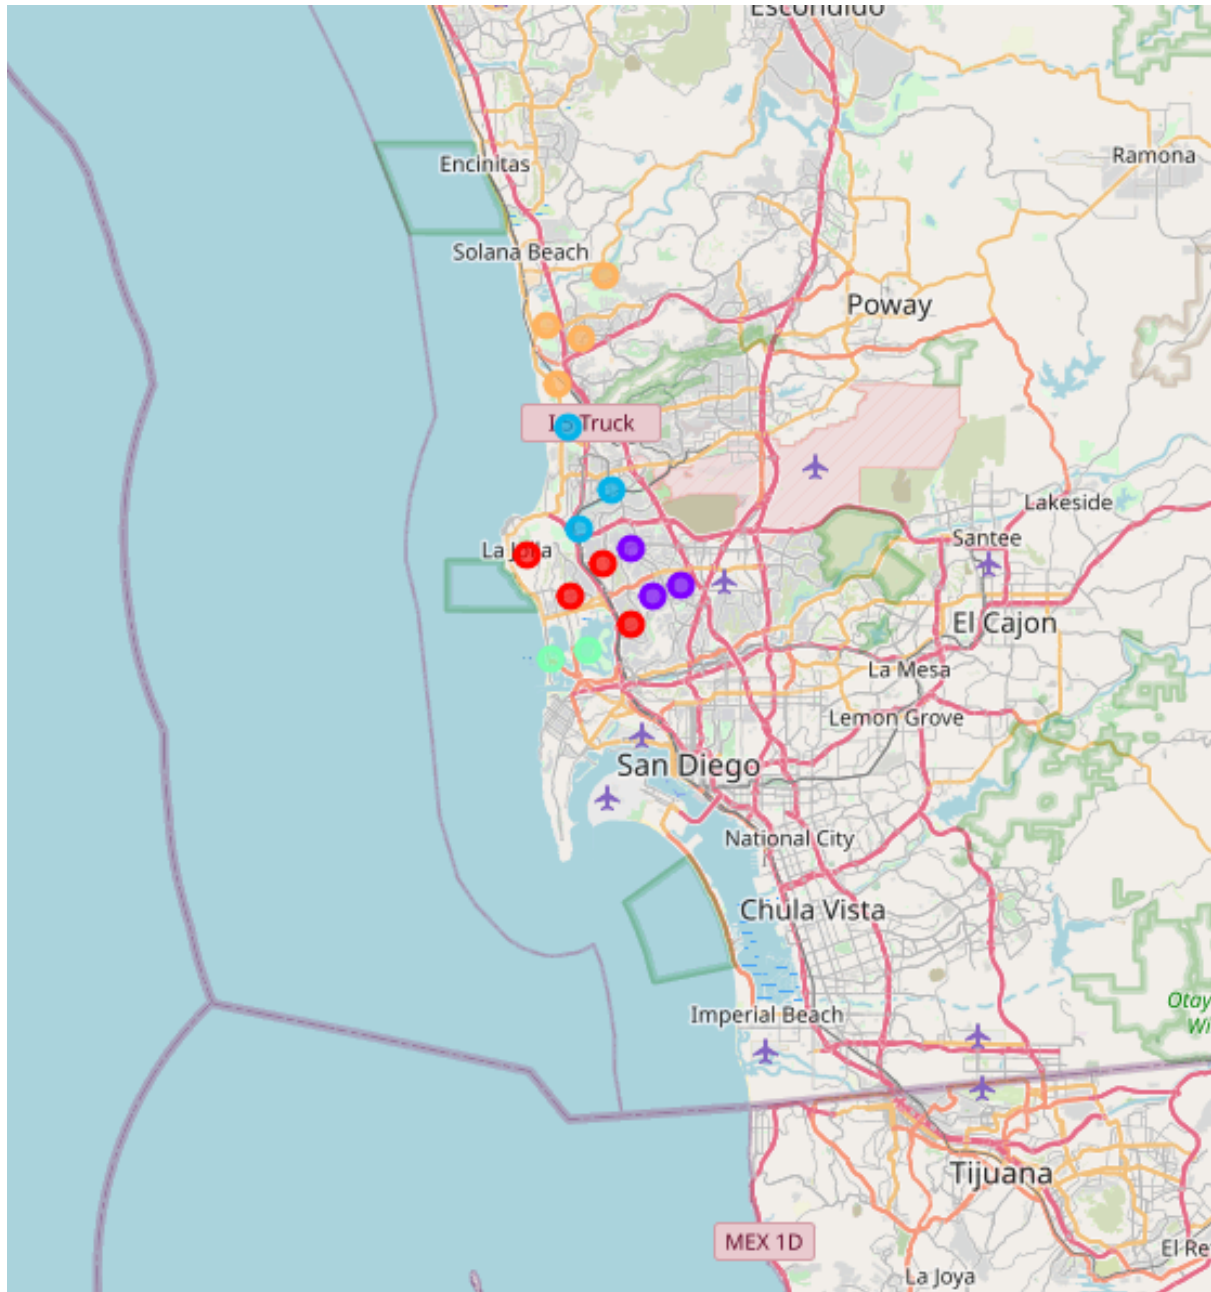 Escondido
Encinitas
Ramona
Solana Beach
Poway
Truck
Lakeside
La Jolla
Santee
El Cajon
La Mesa
Lemon Grove
San Diego
National City
Chula Vista
Otay
Imperial Beach
Tijuana
MEX 1D
La Joya